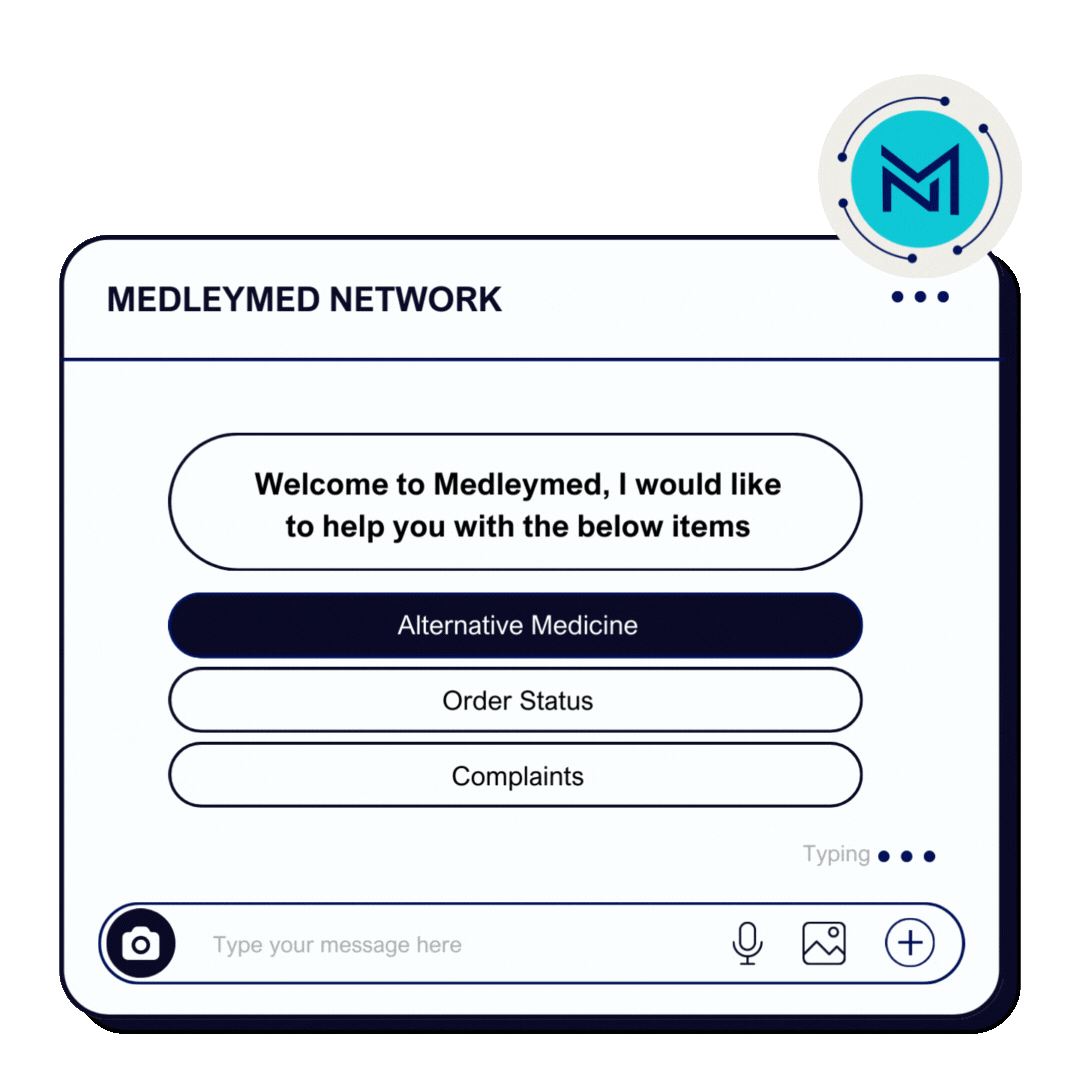 MEDLEYMED NETWORK
Welcome to Medleymed, I would like
to help you with the below items
Alternative Medicine
Order Status
Complaints
Typing
Type your message here